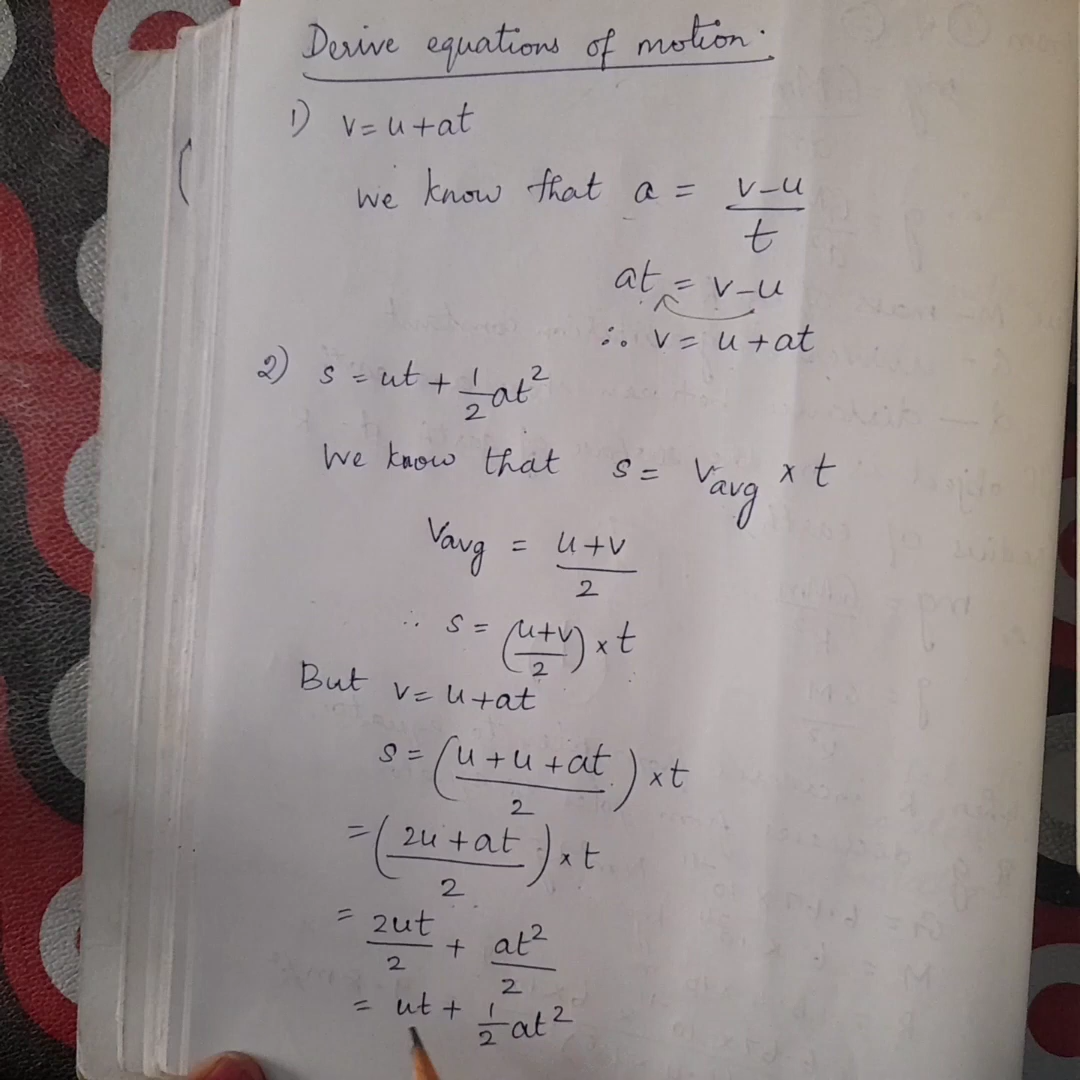 Derive equations of motion.
1) v = u + at
We know that a = v-u/t
at = v-u
∴ v = u + at
2) s = ut + 1/2 at²
We know that s = Vavg × t
Vavg = u+v/2
∴ s = (u+v/2) × t
But v = u + at
s = (u + u + at/2) × t
= (2u + at/2) × t
= 2ut/2 + at²/2
= ut + 1/2 at²